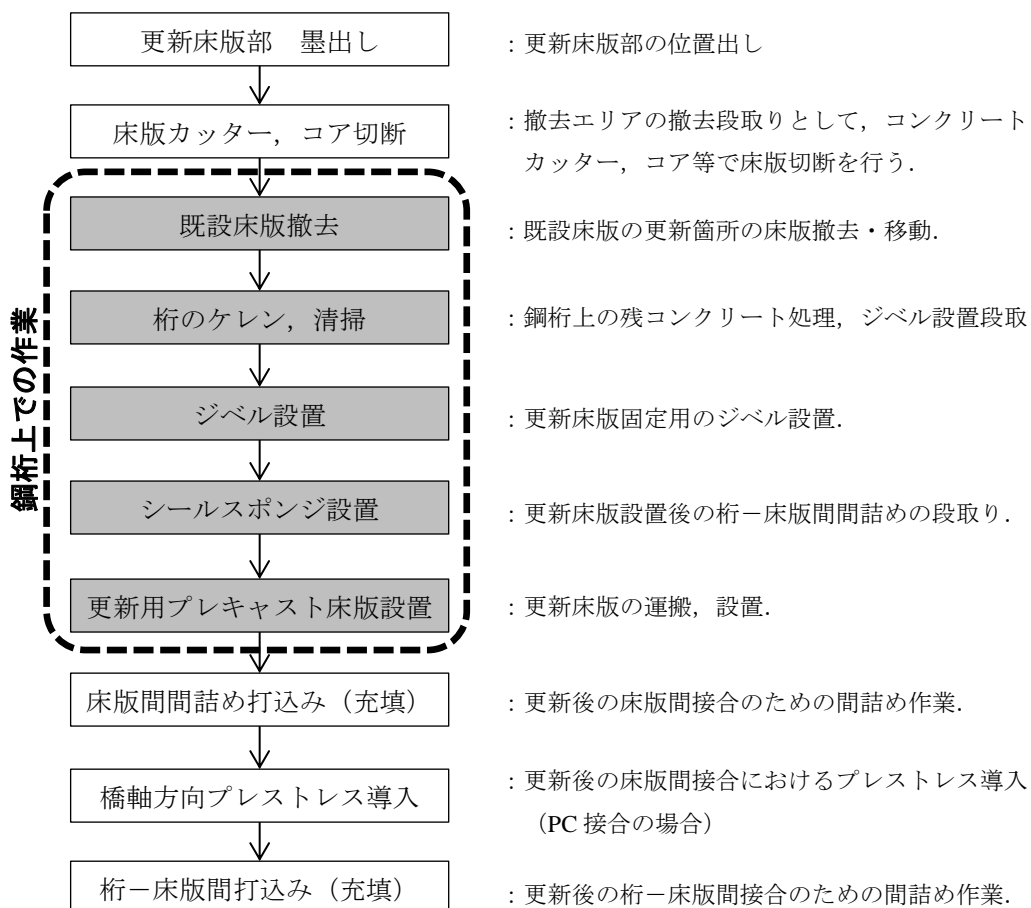 更新床版部　墨出し
：更新床版部の位置出し
床版カッター，コア切断
：撤去エリアの撤去段取りとして，コンクリート
カッター，コア等で床版切断を行う．
鋼桁上での作業
既設床版撤去
：既設床版の更新箇所の床版撤去・移動．
桁のケレン，清掃
：鋼桁上の残コンクリート処理，ジベル設置段取
ジベル設置
：更新床版固定用のジベル設置．
シールスポンジ設置
：更新床版設置後の桁－床版間間詰めの段取り．
更新用プレキャスト床版設置
：更新床版の運搬，設置．
床版間間詰め打込み（充填）
：更新後の床版間接合のための間詰め作業．
橋軸方向プレストレス導入
：更新後の床版間接合におけるプレストレス導入
（PC 接合の場合）
桁－床版間打込み（充填）
：更新後の桁－床版間接合のための間詰め作業．